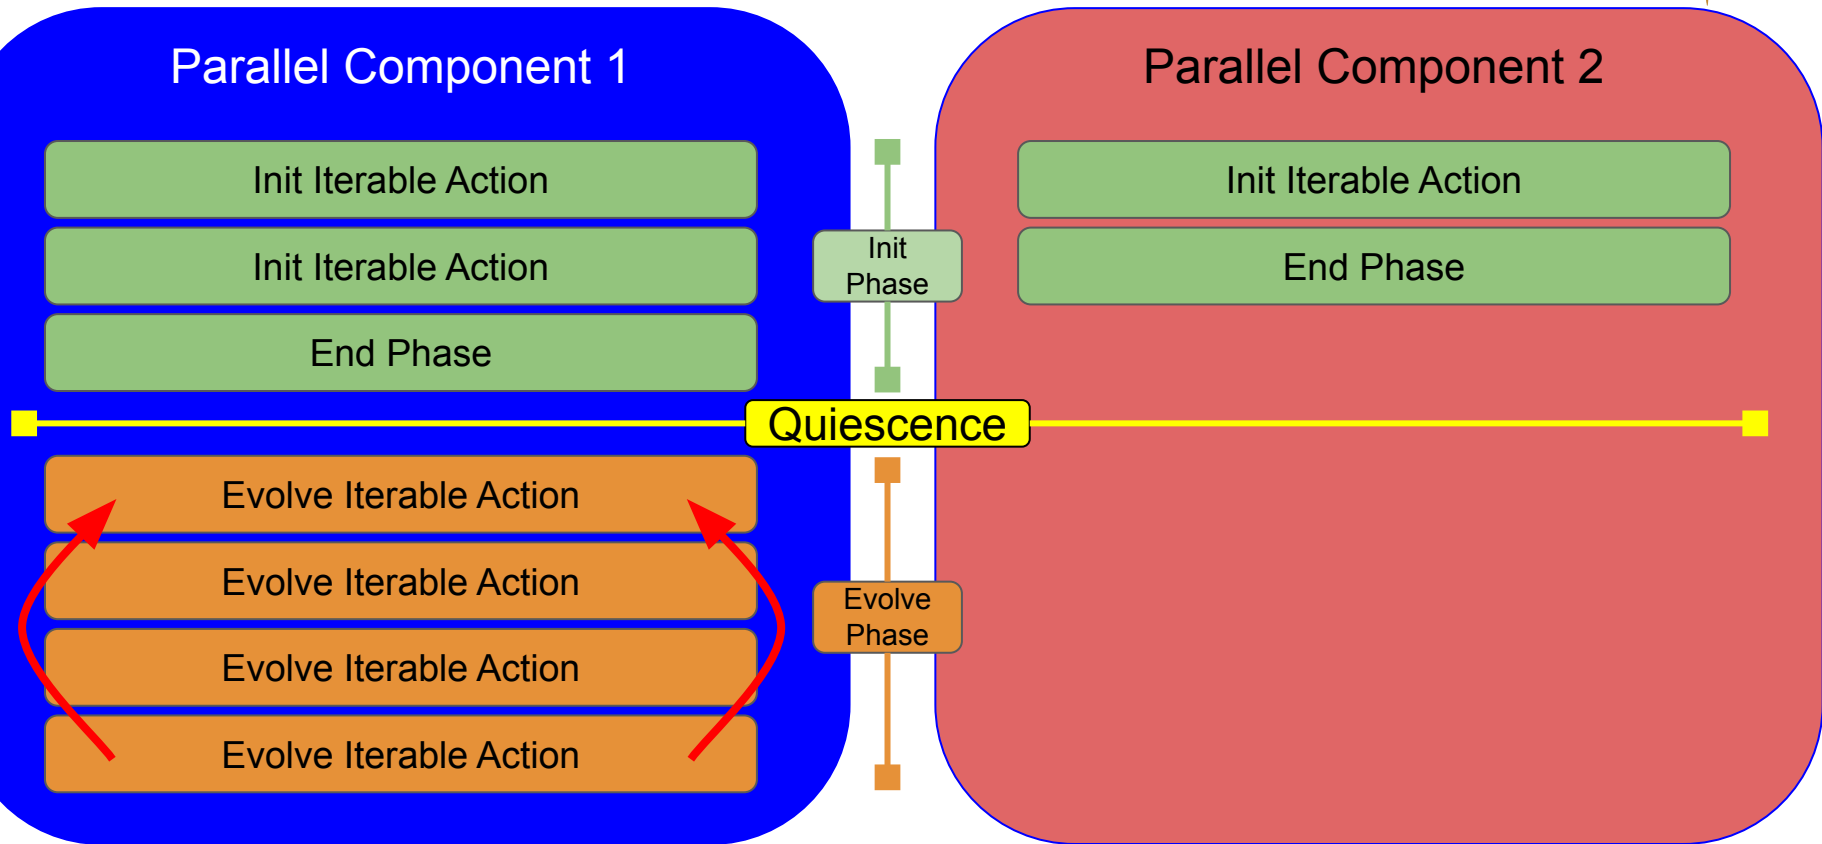 Parallel Component 1
Init Iterable Action
Init Iterable Action
End Phase
Init
Phase
Parallel Component 2
Init Iterable Action
End Phase
Quiescence
Evolve Iterable Action
Evolve Iterable Action
Evolve Iterable Action
Evolve Iterable Action
Evolve
Phase